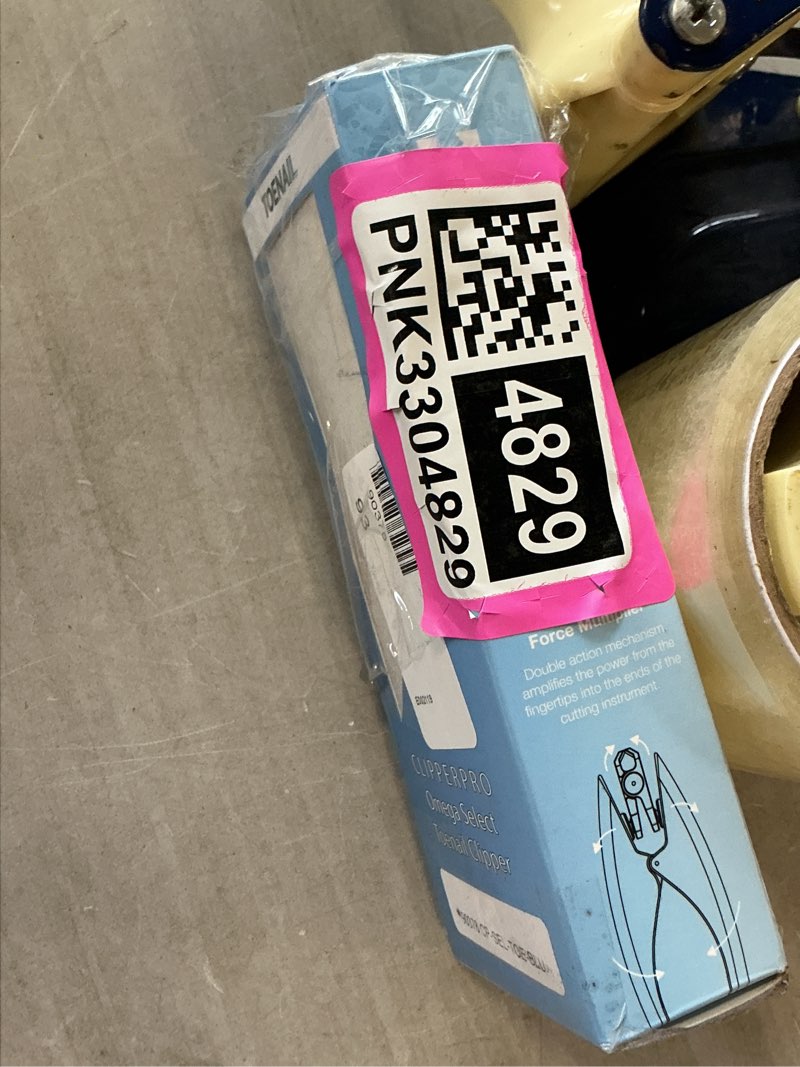 TOENAIL
PNK3304829
4829
Force Multiplier
Double action mechanism
amplifies the power from the
fingertips into the ends of the
cutting instrument.
CLIPPERPRO
Omega Select
Toenail Clipper